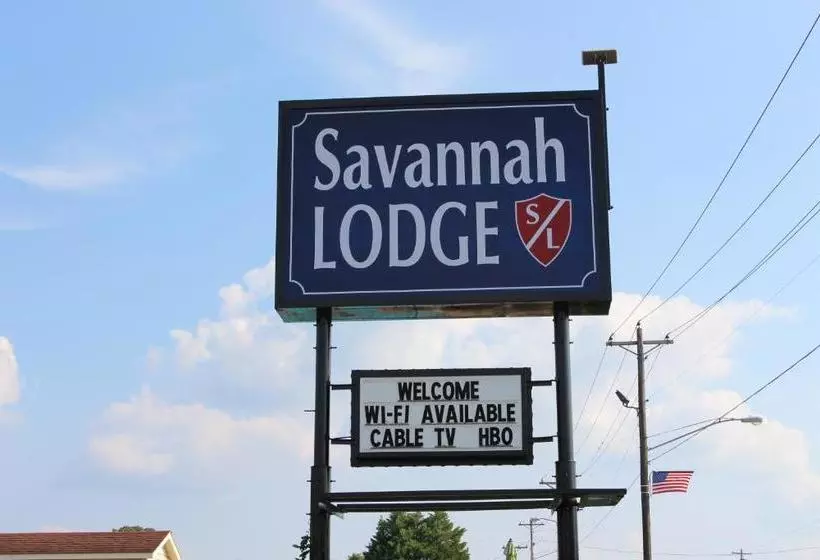 Savannah
LODGE
S/L
WELCOME
WI-FI AVAILABLE
CABLE TV HBO